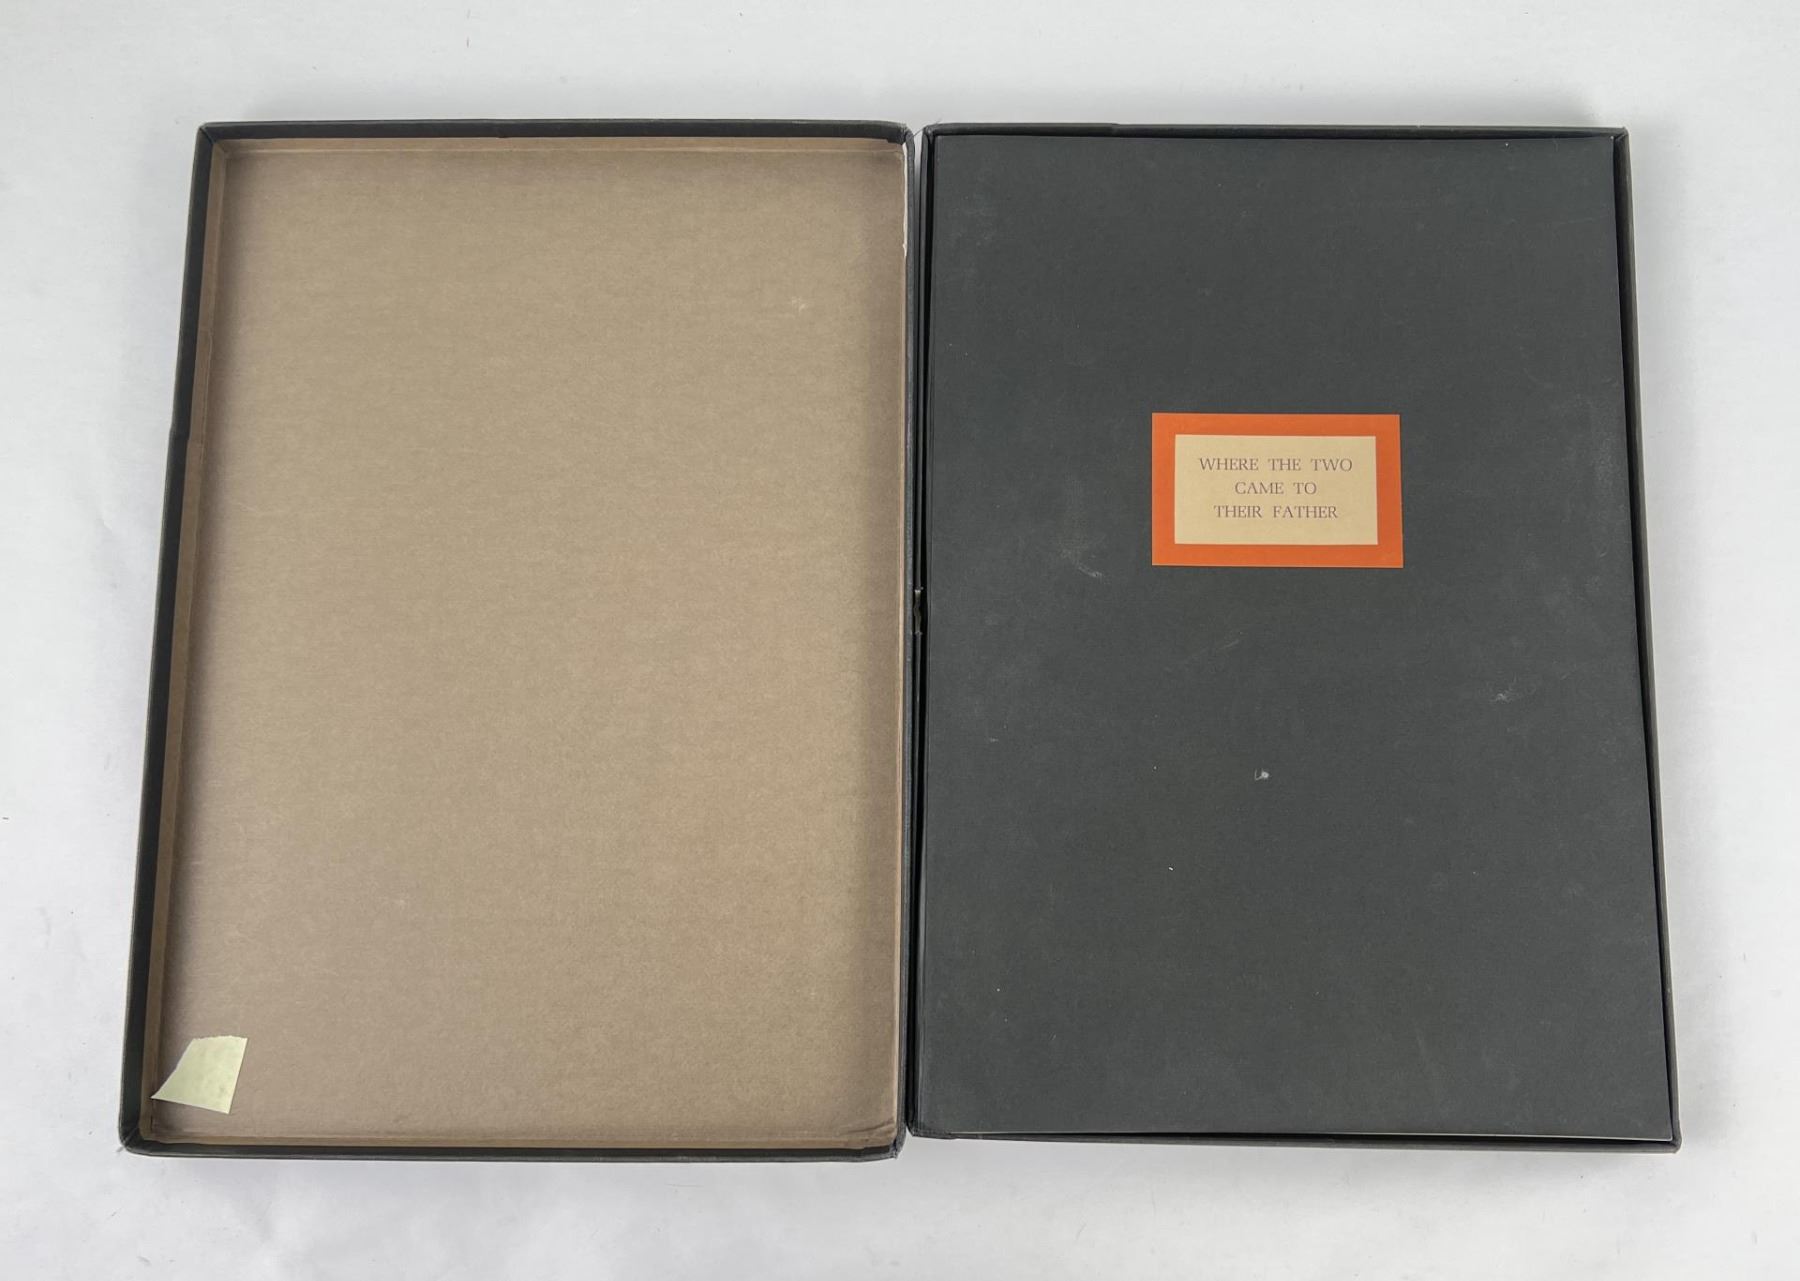 WHERE THE TWO
CAME TO
THEIR FATHER